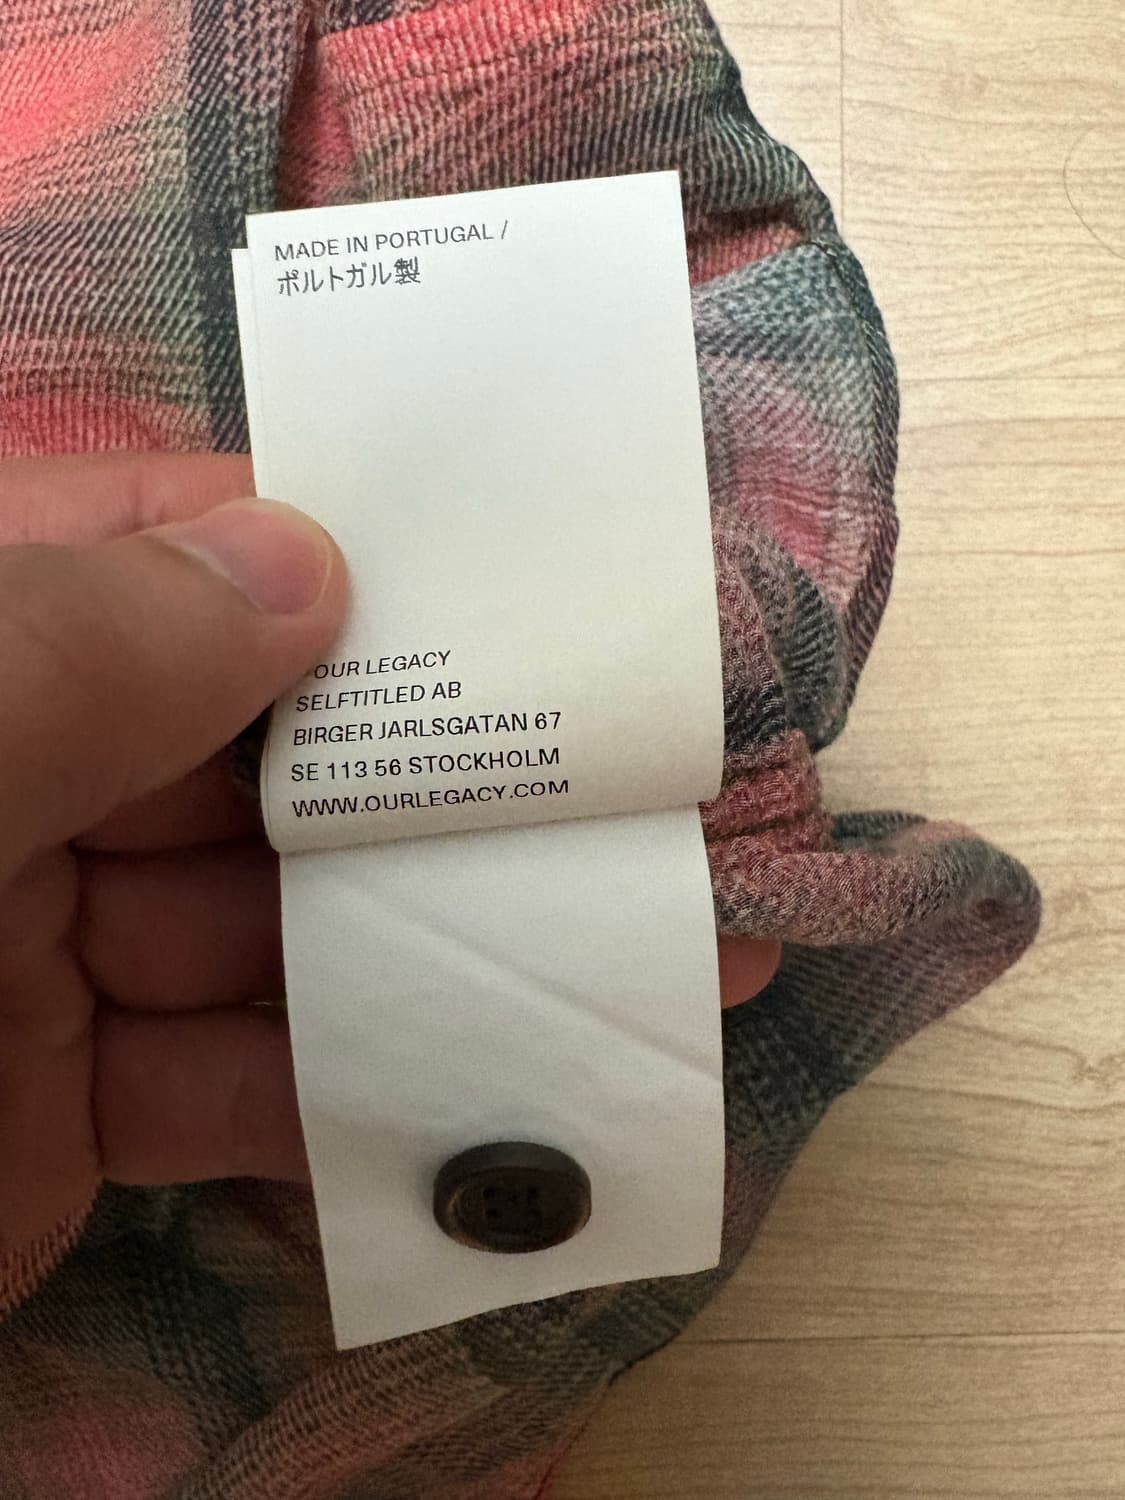 MADE IN PORTUGAL /
ポルトガル製
OUR LEGACY
SELFTITLED AB
BIRGER JARLSGATAN 67
SE 113 56 STOCKHOLM
WWW.OURLEGACY.COM